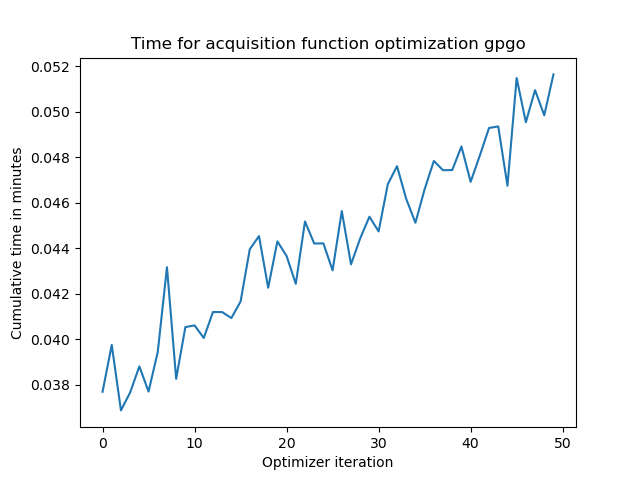 Time for acquisition function optimization gpgo
0.052
0.050
0.048
0.046
0.044
0.042
0.040
0.038
Cumulative time in minutes
0 10 20 30 40 50
Optimizer iteration